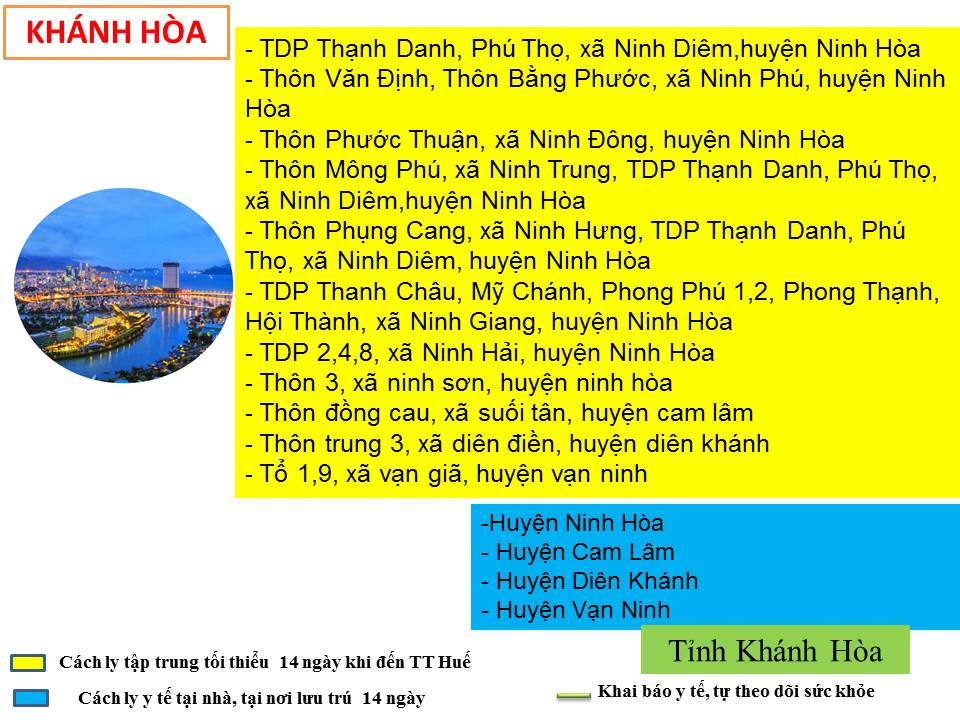 KHÁNH HÒA
- TDP Thạnh Danh, Phú Thọ, xã Ninh Diêm,huyện Ninh Hòa
- Thôn Văn Định, Thôn Bằng Phước, xã Ninh Phú, huyện Ninh
Hòa
- Thôn Phước Thuận, xã Ninh Đông, huyện Ninh Hòa
- Thôn Mông Phú, xã Ninh Trung, TDP Thạnh Danh, Phú Thọ,
xã Ninh Diêm,huyện Ninh Hòa
- Thôn Phụng Cang, xã Ninh Hưng, TDP Thạnh Danh, Phú
Thọ, xã Ninh Diêm, huyện Ninh Hòa
- TDP Thanh Châu, Mỹ Chánh, Phong Phú 1,2, Phong Thạnh,
Hội Thành, xã Ninh Giang, huyện Ninh Hòa
- TDP 2,4,8, xã Ninh Hải, huyện Ninh Hòa
- Thôn 3, xã ninh sơn, huyện ninh hòa
- Thôn đồng cau, xã suối tân, huyện cam lâm
- Thôn trung 3, xã diên điền, huyện diên khánh
- Tổ 1,9, xã vạn giã, huyện vạn ninh
-Huyện Ninh Hòa
- Huyện Cam Lâm
- Huyện Diên Khánh
- Huyện Vạn Ninh
Tỉnh Khánh Hòa
Cách ly tập trung tối thiểu 14 ngày khi đến TT Huế
Cách ly y tế tại nhà, tại nơi lưu trú 14 ngày
Khai báo y tế, tự theo dõi sức khỏe